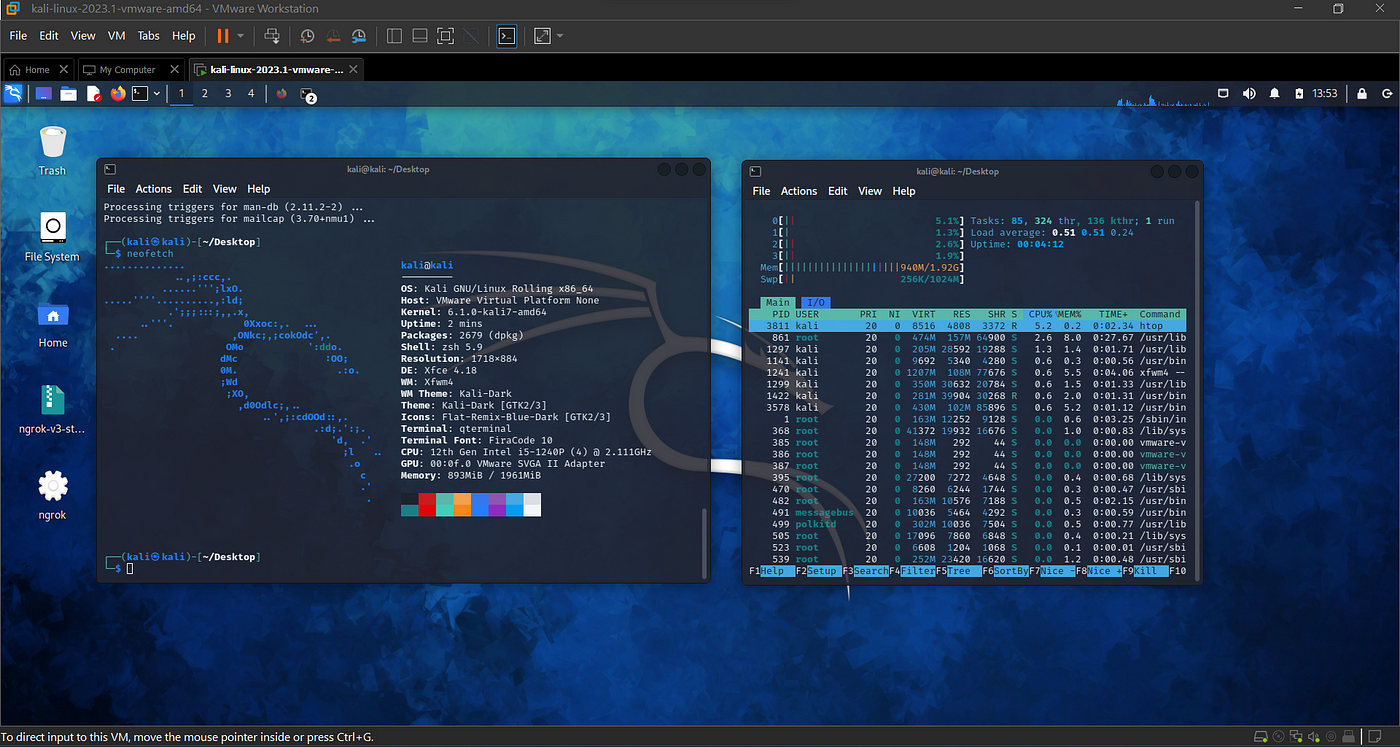 kali-linux-2023.1-vmware-amd64 - VMware Workstation
File Edit View VM Tabs Help
Home My Computer kali-linux-2023.1-vmware-...
1 2 3 4 2 13:53
Trash
File System
Home
ngrok-v3-st...
ngrok
kali@kali: ~/Desktop
File Actions Edit View Help
Processing triggers for man-db (2.11.2-2) ...
Processing triggers for mailcap (3.70+nmu1) ...
(kali㉿kali)-[~/Desktop]
$ neofetch
kali@kali
OS: Kali GNU/Linux Rolling x86_64
Host: VMware Virtual Platform None
Kernel: 6.1.0-kali7-amd64
Uptime: 2 mins
Packages: 2679 (dpkg)
Shell: zsh 5.9
Resolution: 1718×884
DE: Xfce 4.18
WM: Xfwm4
WM Theme: Kali-Dark
Theme: Kali-Dark [GTK2/3]
Icons: Flat-Remix-Blue-Dark [GTK2/3]
Terminal: qterminal
Terminal Font: FiraCode 10
CPU: 12th Gen Intel i5-1240P (4) @ 2.111GHz
GPU: 00:0f.0 VMware SVGA II Adapter
Memory: 893MiB / 1961MiB
(kali㉿kali)-[~/Desktop]
$
kali@kali: ~/Desktop
File Actions Edit View Help
0[|| 5.1%] Tasks: 85, 324 thr, 136 kthr; 1 run
1[| 1.3%] Load average: 0.51 0.51 0.24
2[|| 2.6%] Uptime: 00:04:12
3[|| 1.9%]
Mem[||||||||||||||||||||940M/1.92G]
Swp[|| 256K/1024M]
Main I/O
PID USER PRI NI VIRT RES SHR S CPU% MEM% TIME+ Command
3811 kali 20 0 8516 4808 3372 R 5.2 0.2 0:02.34 htop
861 root 20 0 474M 157M 64900 S 2.6 8.0 0:27.67 /usr/lib
1297 kali 20 0 205M 28592 19288 S 1.3 1.4 0:01.71 /usr/lib
1141 kali 20 0 9692 5340 4280 S 0.6 0.3 0:00.56 /usr/bin
1241 kali 20 0 1207M 108M 77676 S 0.6 5.5 0:04.06 xfwm4 --
1299 kali 20 0 350M 30632 20784 S 0.6 1.5 0:01.33 /usr/lib
1422 kali 20 0 281M 39904 30268 R 0.6 2.0 0:01.31 /usr/lib
3578 kali 20 0 430M 102M 85896 S 0.6 5.2 0:01.12 /usr/bin
1 root 20 0 163M 12252 9128 S 0.0 0.6 0:03.25 /sbin/in
368 root 20 0 41372 19932 16676 S 0.0 1.0 0:00.83 /lib/sys
385 root 20 0 148M 292 44 S 0.0 0.0 0:00.00 vmware-v
386 root 20 0 148M 292 44 S 0.0 0.0 0:00.00 vmware-v
387 root 20 0 148M 292 44 S 0.0 0.0 0:00.00 vmware-v
395 root 20 0 27200 7272 4648 S 0.0 0.4 0:00.68 /lib/sys
470 root 20 0 8260 6244 1744 S 0.0 0.3 0:00.47 /usr/sbi
482 root 20 0 163M 10576 7188 S 0.0 0.5 0:02.15 /usr/bin
491 messagebus 20 0 10036 5464 4292 S 0.0 0.3 0:00.59 /usr/bin
499 polkitd 20 0 302M 10036 7504 S 0.0 0.5 0:00.77 /usr/lib
505 root 20 0 17096 7860 6848 S 0.0 0.4 0:00.21 /lib/sys
523 root 20 0 6608 1204 1068 S 0.0 0.1 0:00.01 /usr/sbi
539 root 20 0 252M 23420 16620 S 0.0 1.2 0:00.48 /usr/sbi
F1Help F2Setup F3SearchF4FilterF5Tree F6SortByF7Nice -F8Nice +F9Kill F10
To direct input to this VM, move the mouse pointer inside or press Ctrl+G.